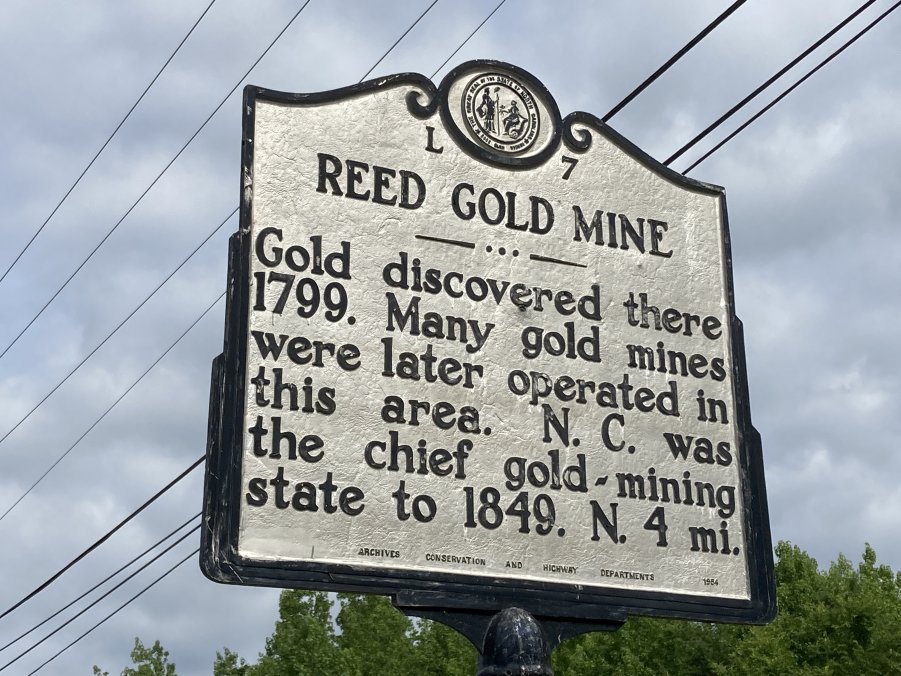 L 7
REED GOLD MINE
Gold discovered there
1799. Many gold mines
were later operated in
this area. N. C. was
the chief gold-mining
state to 1849. N. 4 mi.
ARCHIVES CONSERVATION AND HIGHWAY DEPARTMENTS 1964